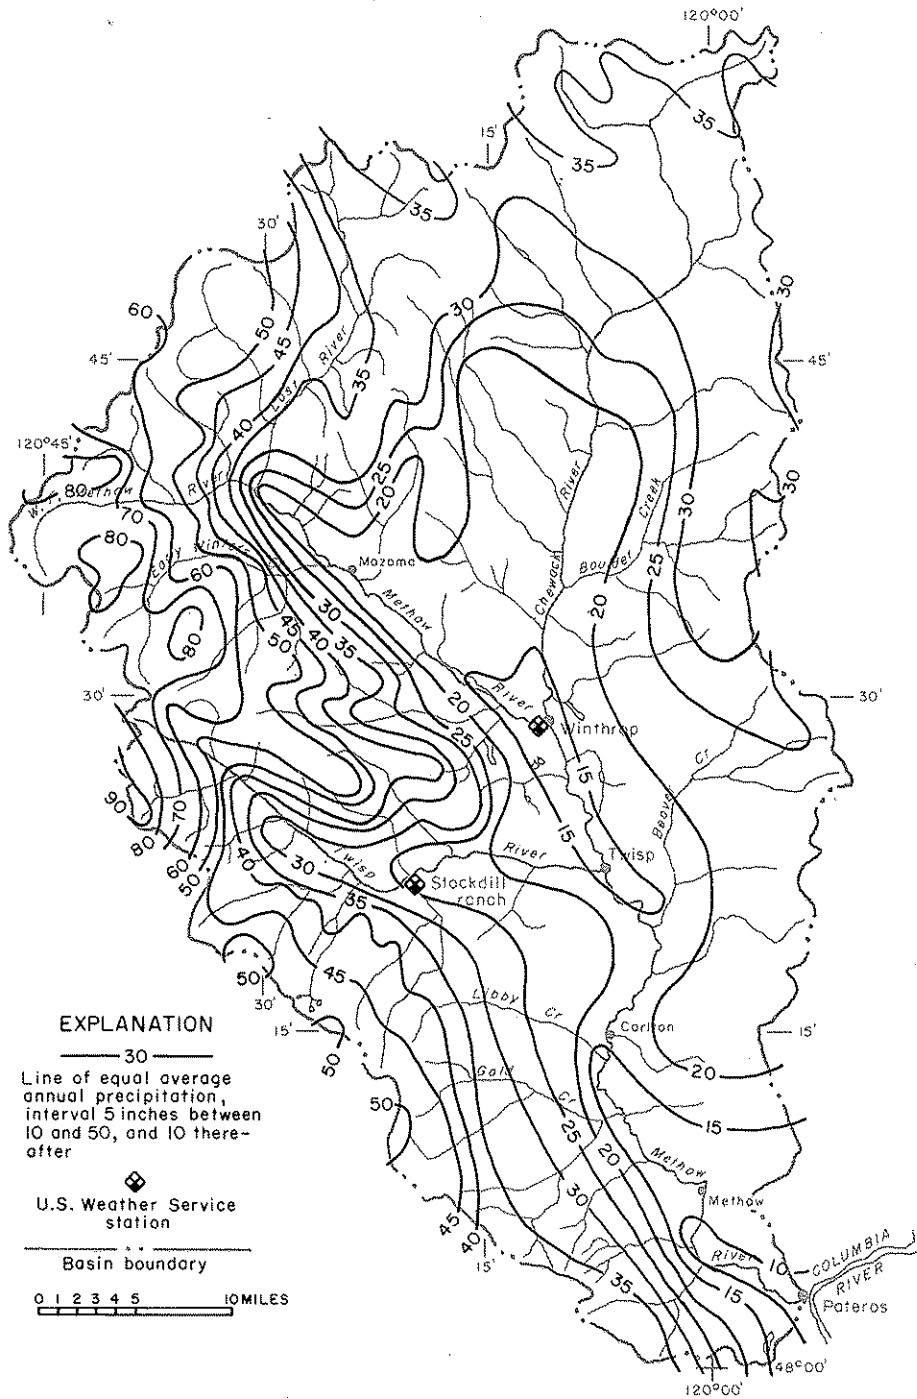 120°00'
35
15'
35
35
30'
30
60
50
45
30
45'
Lost River
35
45'
40
120°45'
25
20
80
W. F. Methow
River
Creek
River
30
30
70
80
Early Winters
60
Mazama
Boulder
25
Chewach
20
Methow
30
45
40
35
50
80
30'
River
20
30'
25
Winthrop
Cr
15
90
70
80
15
Beaver
60
50
40
30
Twisp
River
Twisp
35
Stockdill
ranch
50
45
30'
Libby
Cr
15'
50
Carlton
15'
20
Gold
Cr
50
15
25
20
Methow
Methow
30
45
40
15'
River
10
COLUMBIA
RIVER
35
15
Pateros
48°00'
120°00'
EXPLANATION
30
Line of equal average
annual precipitation,
interval 5 inches between
10 and 50, and 10 there-
after
U.S. Weather Service
station
Basin boundary
0 1 2 3 4 5 10 MILES